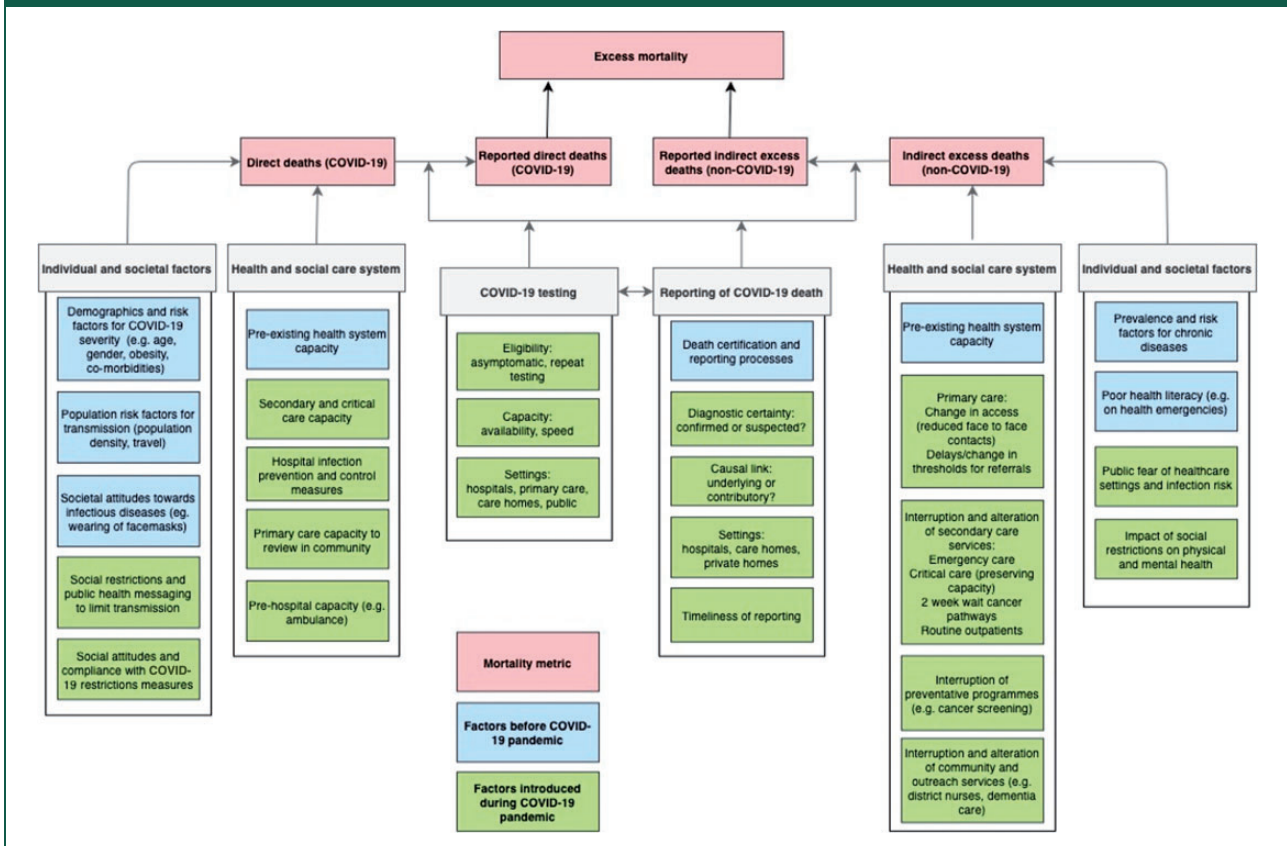 Excess mortality
Direct deaths (COVID-19)
Reported direct deaths
(COVID-19)
Reported indirect excess
deaths (non-COVID-19)
Indirect excess deaths
(non-COVID-19)
Individual and societal factors
Demographics and risk
factors for COVID-19
severity (e.g. age,
gender, obesity,
co-morbidities)
Population risk factors for
transmission (population
density, travel)
Societal attitudes towards
infectious diseases (eg.
wearing of facemasks)
Social restrictions and
public health messaging
to limit transmission
Social attitudes and
compliance with COVID-
19 restrictions measures
Health and social care system
Pre-existing health system
capacity
Secondary and critical
care capacity
Hospital infection
prevention and control
measures
Primary care capacity to
review in community
Pre-hospital capacity (e.g.
ambulance)
COVID-19 testing
Eligibility:
asymptomatic, repeat
testing
Capacity:
availability, speed
Settings:
hospitals, primary care,
care homes, public
Reporting of COVID-19 death
Death certification and
reporting processes
Diagnostic certainty:
confirmed or suspected?
Causal link:
underlying or
contributory?
Settings:
hospitals, care homes,
private homes
Timeliness of reporting
Health and social care system
Pre-existing health system
capacity
Primary care:
Change in access
(reduced face to face
contacts)
Delays/change in
thresholds for referrals
Interruption and alteration
of secondary care
services:
Emergency care
Critical care (preserving
capacity)
2 week wait cancer
pathways
Routine outpatients
Interruption of
preventative programmes
(e.g. cancer screening)
Interruption and alteration
of community and
outreach services (e.g.
district nurses, dementia
care)
Individual and societal factors
Prevalence and risk
factors for chronic
diseases
Poor health literacy (e.g.
on health emergencies)
Public fear of healthcare
settings and infection risk
Impact of social
restrictions on physical
and mental health
Mortality metric
Factors before COVID-
19 pandemic
Factors introduced
during COVID-19
pandemic